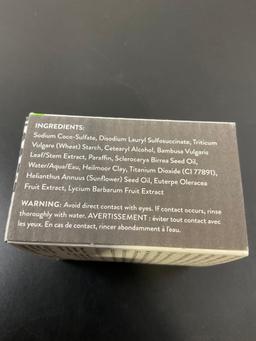 INGREDIENTS:
Sodium Coco-Sulfate, Disodium Lauryl Sulfosuccinate, Triticum
Vulgare (Wheat) Starch, Cetearyl Alcohol, Bambusa Vulgaris
Leaf/Stem Extract, Paraffin, Sclerocarya Birrea Seed Oil,
Water/Aqua/Eau, Heilmoor Clay, Titanium Dioxide (CI 77891),
Helianthus Annuus (Sunflower) Seed Oil, Euterpe Oleracea
Fruit Extract, Lycium Barbarum Fruit Extract
WARNING: Avoid direct contact with eyes. If contact occurs, rinse
thoroughly with water. AVERTISSEMENT : éviter tout contact avec
les yeux. En cas de contact, rincer abondamment à l'eau.